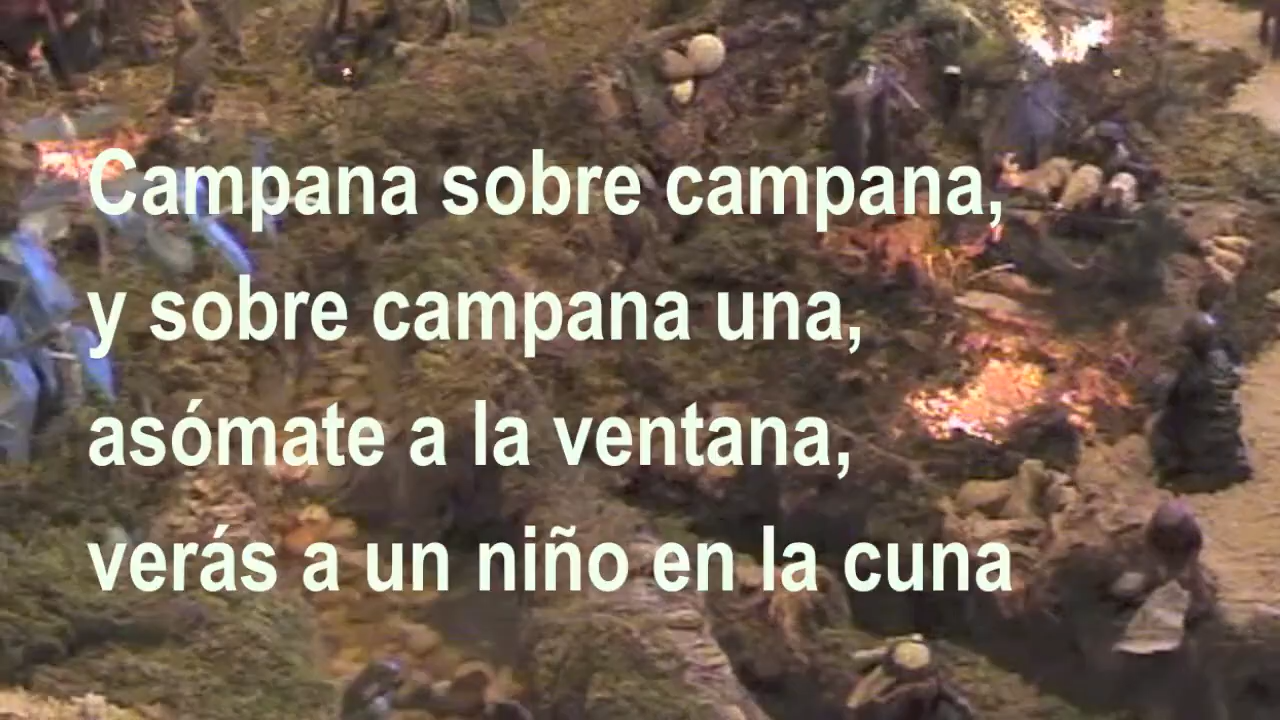 Campana sobre campana,
y sobre campana una,
asómate a la ventana,
verás a un niño en la cuna